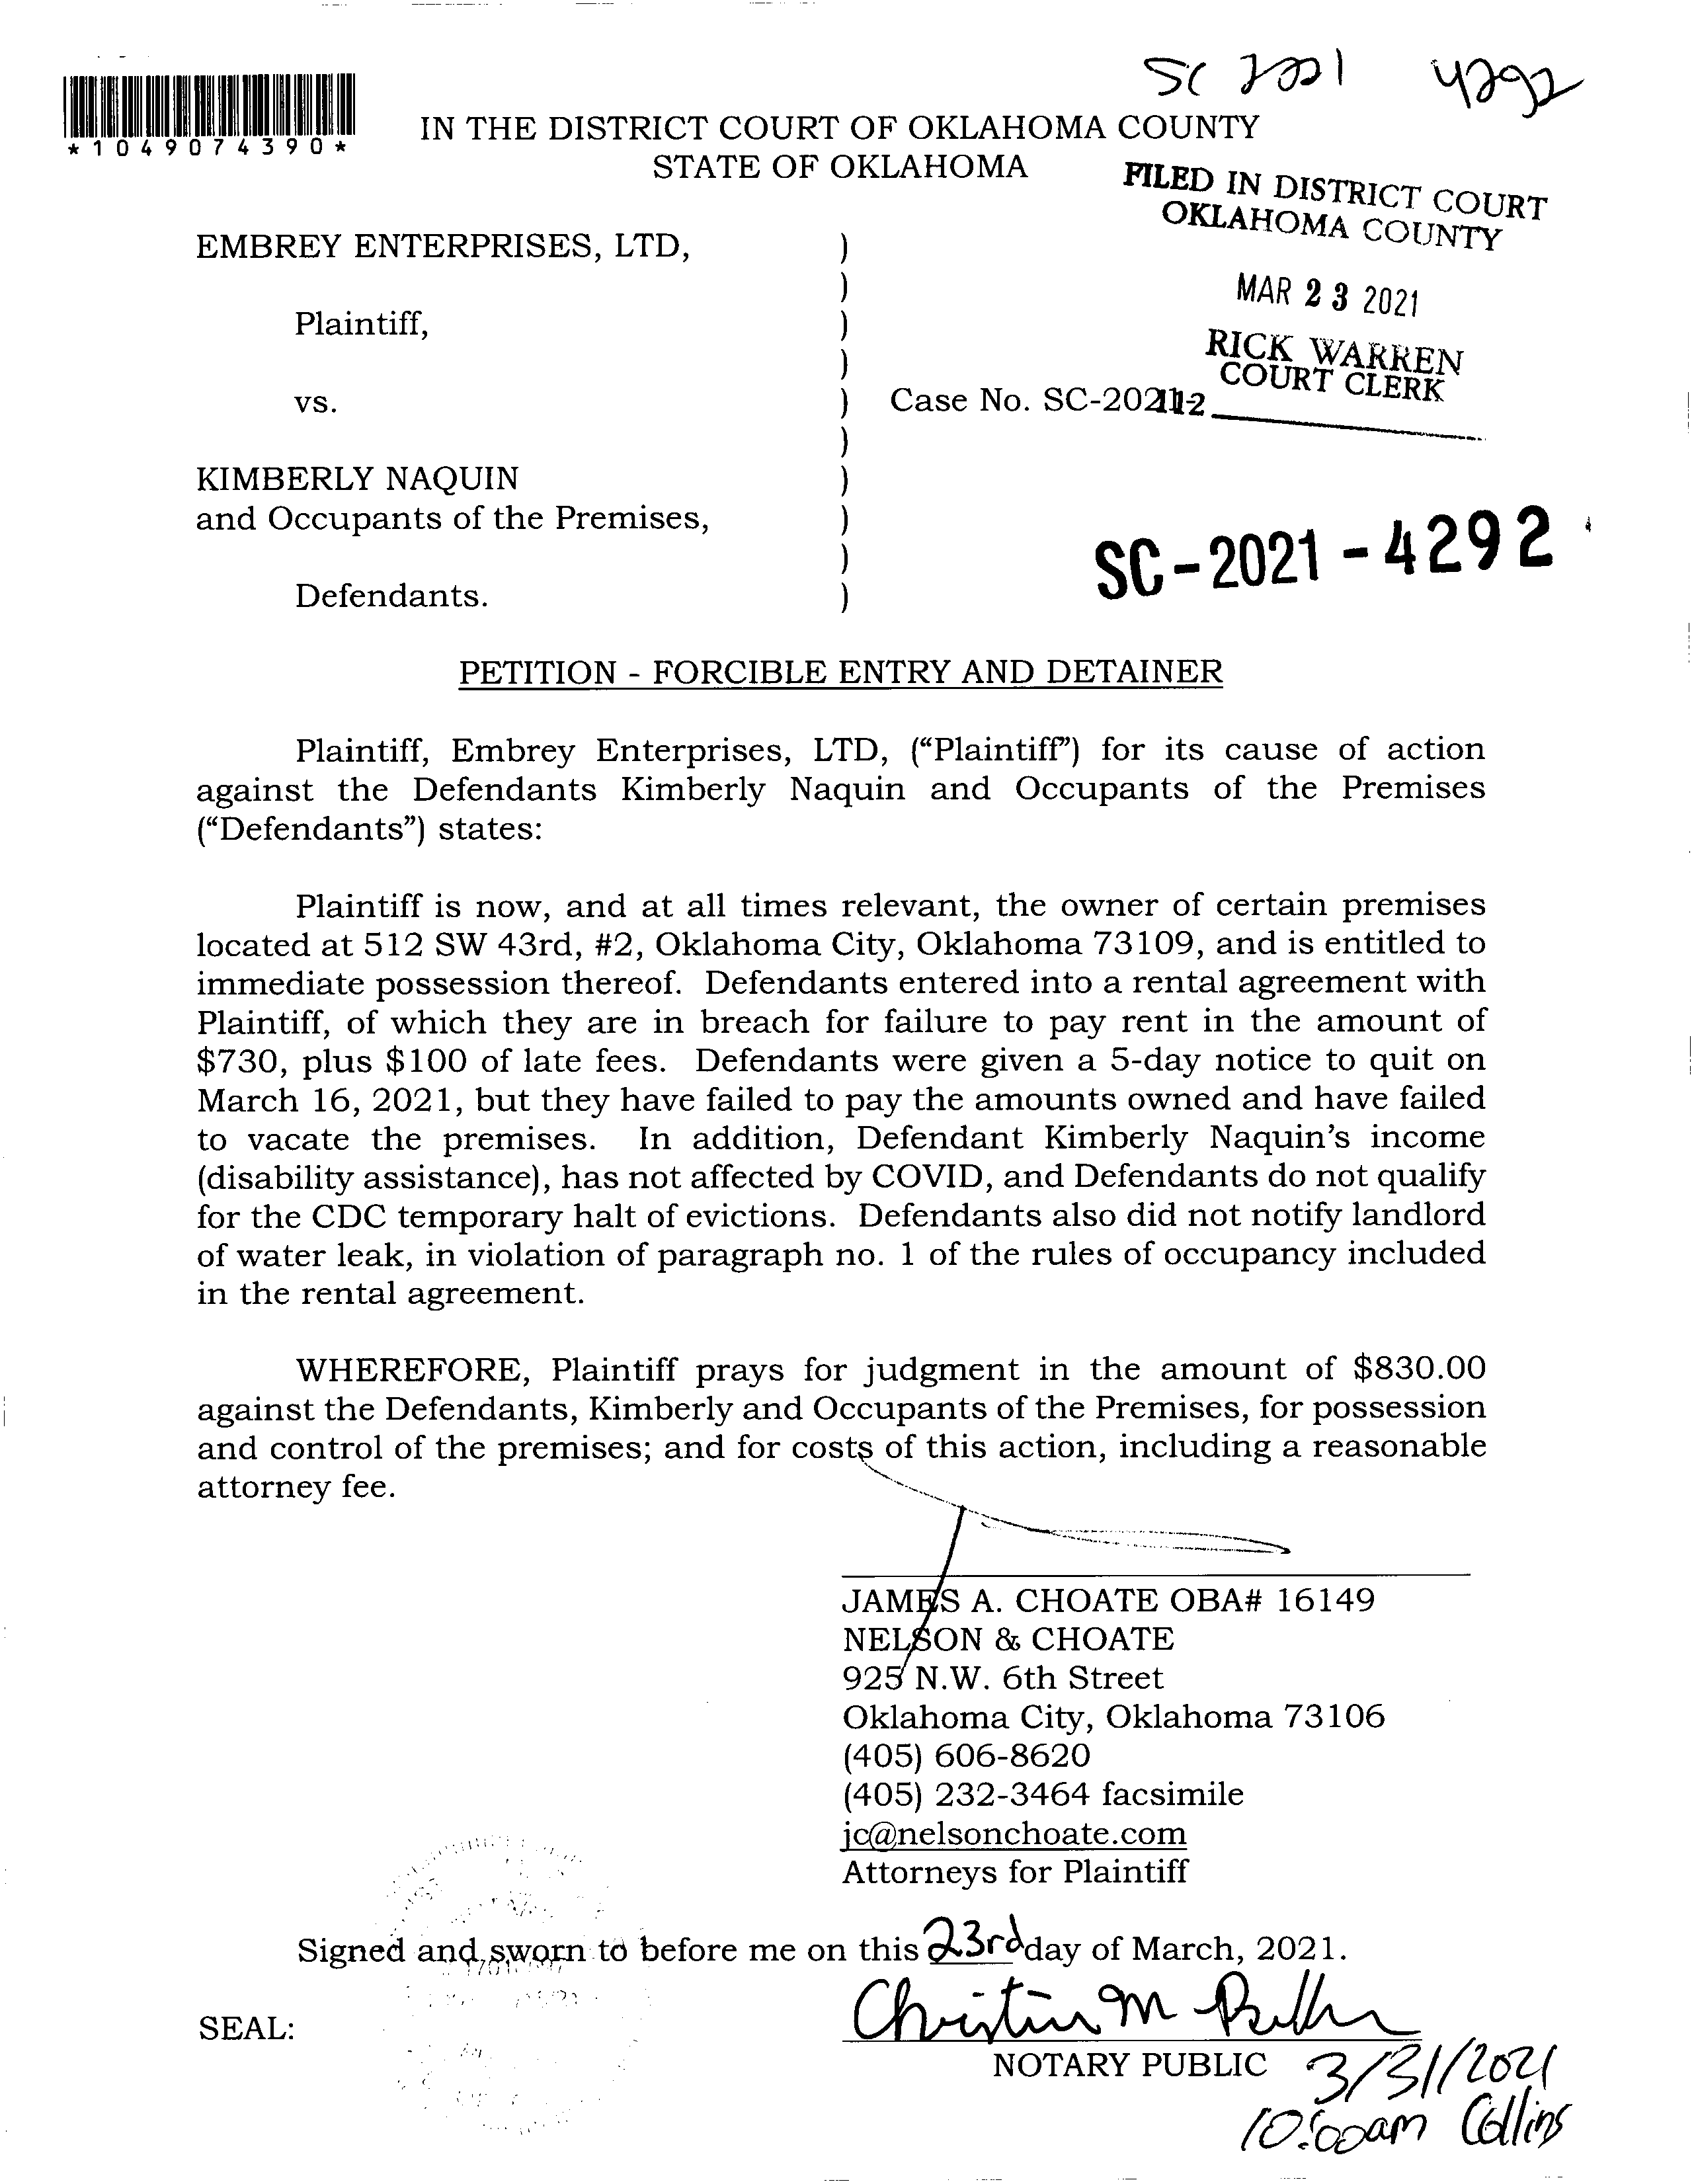 SC 2021 4292
*1049074390*
IN THE DISTRICT COURT OF OKLAHOMA COUNTY
STATE OF OKLAHOMA
FILED IN DISTRICT COURT
OKLAHOMA COUNTY
MAR 23 2021
RICK WARREN
COURT CLERK
EMBREY ENTERPRISES, LTD, )
)
Plaintiff, )
)
vs. ) Case No. SC-2021-
)
KIMBERLY NAQUIN )
and Occupants of the Premises, )
)
Defendants. )
SC-2021-4292
PETITION - FORCIBLE ENTRY AND DETAINER
Plaintiff, Embrey Enterprises, LTD, (“Plaintiff”) for its cause of action
against the Defendants Kimberly Naquin and Occupants of the Premises
(“Defendants”) states:
Plaintiff is now, and at all times relevant, the owner of certain premises
located at 512 SW 43rd, #2, Oklahoma City, Oklahoma 73109, and is entitled to
immediate possession thereof. Defendants entered into a rental agreement with
Plaintiff, of which they are in breach for failure to pay rent in the amount of
$730, plus $100 of late fees. Defendants were given a 5-day notice to quit on
March 16, 2021, but they have failed to pay the amounts owned and have failed
to vacate the premises. In addition, Defendant Kimberly Naquin’s income
(disability assistance), has not affected by COVID, and Defendants do not qualify
for the CDC temporary halt of evictions. Defendants also did not notify landlord
of water leak, in violation of paragraph no. 1 of the rules of occupancy included
in the rental agreement.
WHEREFORE, Plaintiff prays for judgment in the amount of $830.00
against the Defendants, Kimberly and Occupants of the Premises, for possession
and control of the premises; and for costs of this action, including a reasonable
attorney fee.
JAMES A. CHOATE OBA# 16149
NELSON & CHOATE
925 N.W. 6th Street
Oklahoma City, Oklahoma 73106
(405) 606-8620
(405) 232-3464 facsimile
jc@nelsonchoate.com
Attorneys for Plaintiff
Signed and sworn to before me on this 23rd day of March, 2021.
SEAL:
NOTARY PUBLIC
3/31/2021
10:00am Collins